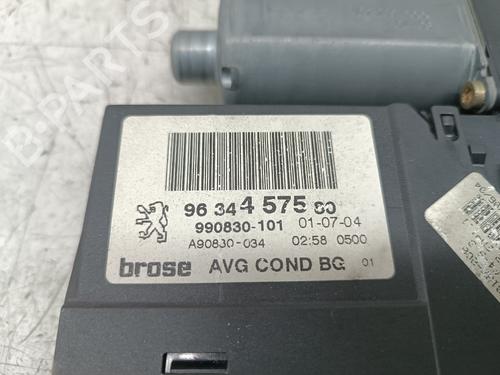 96 344 575 80
990830-101 01-07-04
A90830-034 02:58 0500
brose AVG COND BG 01
B-Parts